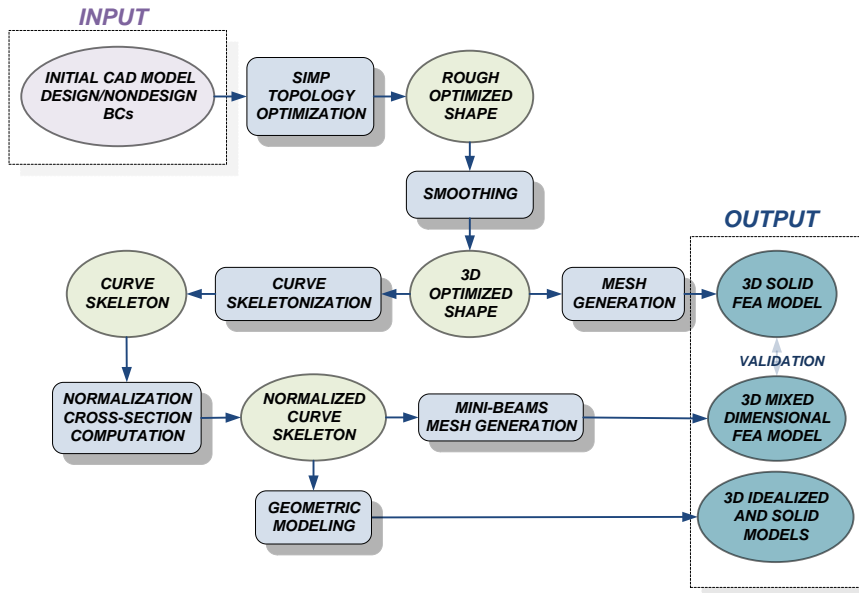 INPUT
INITIAL CAD MODEL
DESIGN/NONDESIGN
BCs
SIMP
TOPOLOGY
OPTIMIZATION
ROUGH
OPTIMIZED
SHAPE
SMOOTHING
OUTPUT
CURVE
SKELETON
CURVE
SKELETONIZATION
3D
OPTIMIZED
SHAPE
MESH
GENERATION
3D SOLID
FEA MODEL
VALIDATION
NORMALIZATION
CROSS-SECTION
COMPUTATION
NORMALIZED
CURVE
SKELETON
MINI-BEAMS
MESH GENERATION
3D MIXED
DIMENSIONAL
FEA MODEL
GEOMETRIC
MODELING
3D IDEALIZED
AND SOLID
MODELS